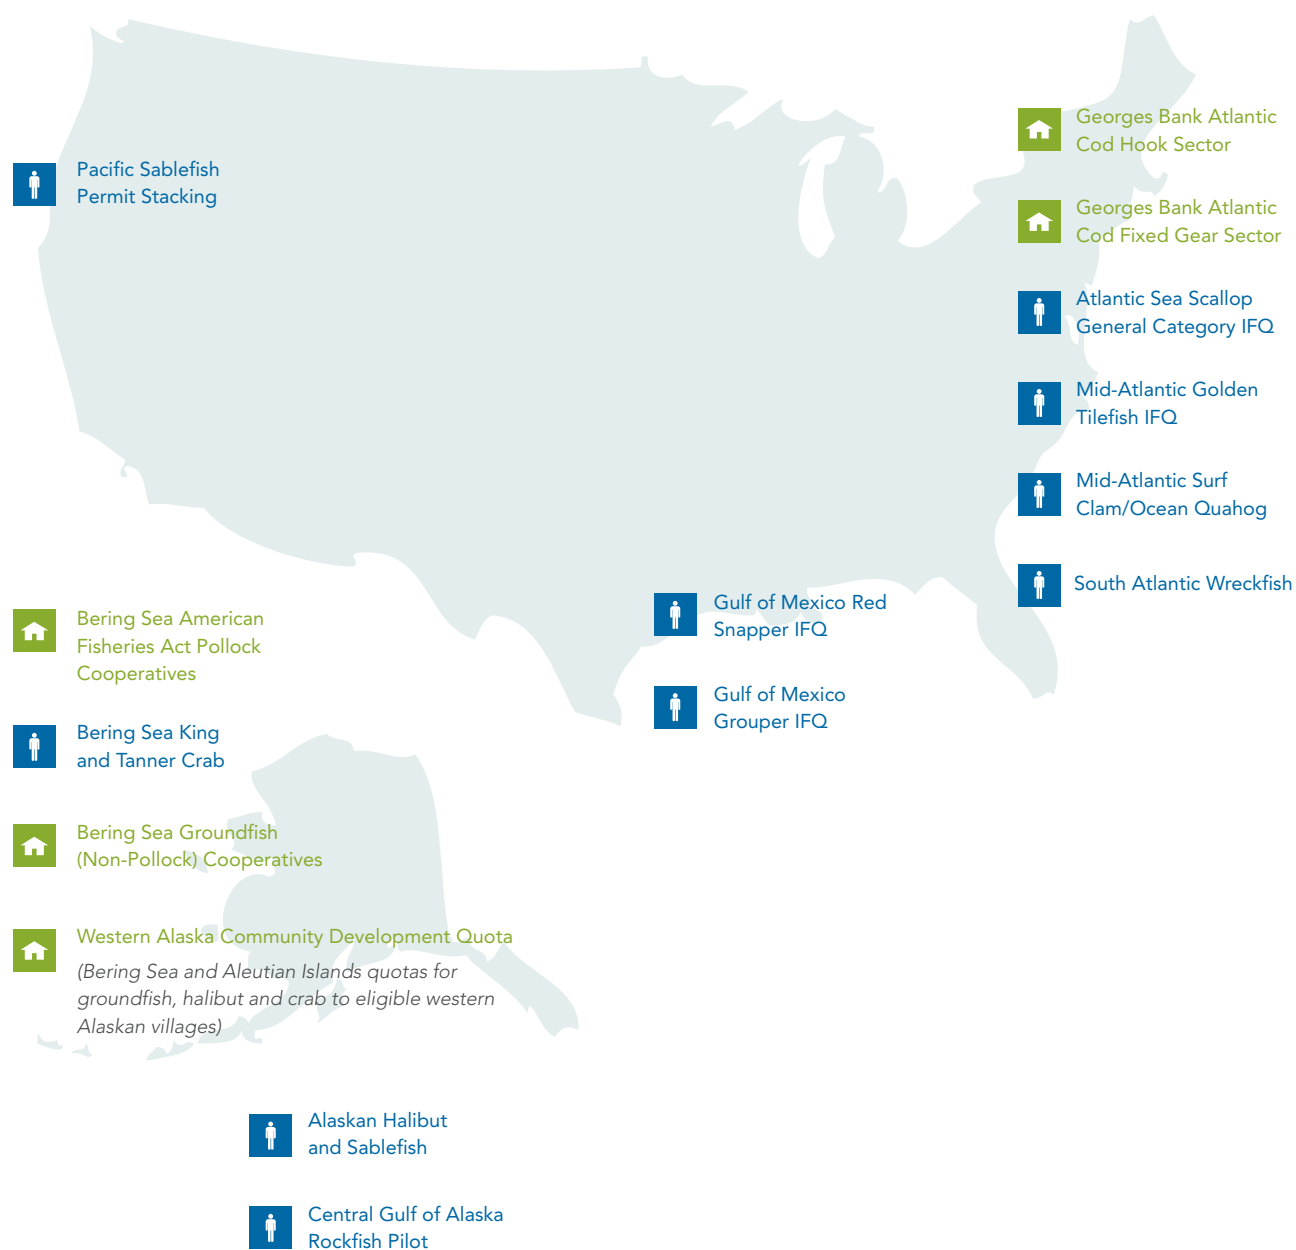 Georges Bank Atlantic
Cod Hook Sector
Pacific Sablefish
Permit Stacking
Georges Bank Atlantic
Cod Fixed Gear Sector
Atlantic Sea Scallop
General Category IFQ
Mid-Atlantic Golden
Tilefish IFQ
Mid-Atlantic Surf
Clam/Ocean Quahog
South Atlantic Wreckfish
Gulf of Mexico Red
Snapper IFQ
Gulf of Mexico
Grouper IFQ
Bering Sea American
Fisheries Act Pollock
Cooperatives
Bering Sea King
and Tanner Crab
Bering Sea Groundfish
(Non-Pollock) Cooperatives
Western Alaska Community Development Quota
(Bering Sea and Aleutian Islands quotas for
groundfish, halibut and crab to eligible western
Alaskan villages)
Alaskan Halibut
and Sablefish
Central Gulf of Alaska
Rockfish Pilot